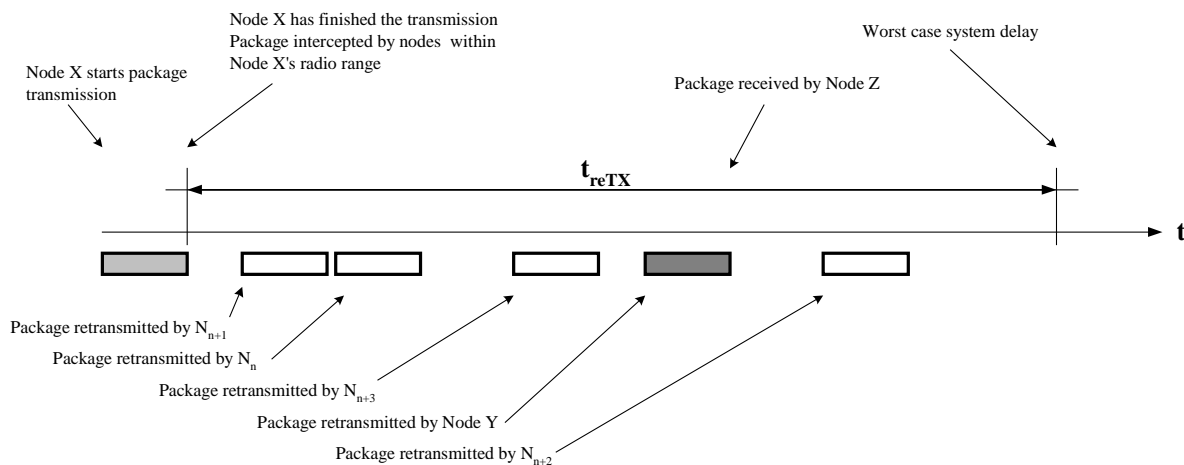 Node X has finished the transmission
Package intercepted by nodes within
Node X's radio range
Worst case system delay
Node X starts package
transmission
Package received by Node Z
t_reTX
t
Package retransmitted by N_n+1
Package retransmitted by N_n
Package retransmitted by N_n+3
Package retransmitted by Node Y
Package retransmitted by N_n+2